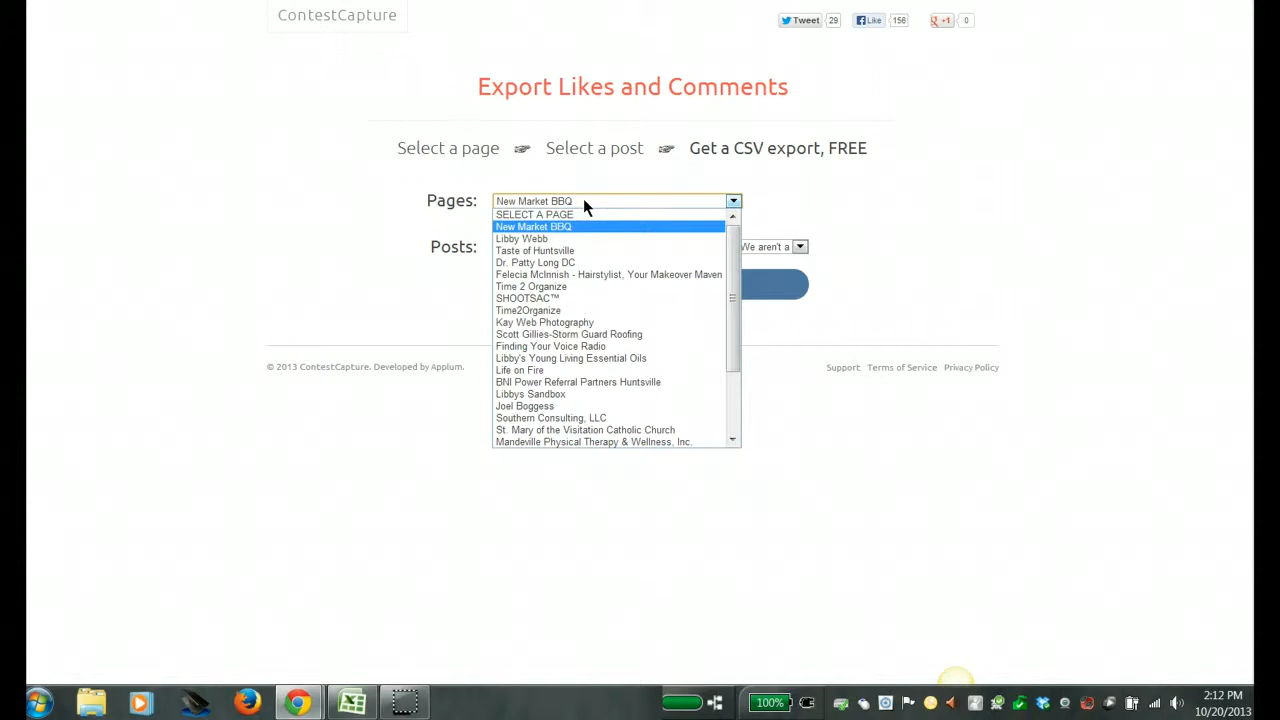 ContestCapture
Tweet 29 Like 156 +1 0
Export Likes and Comments
Select a page Select a post Get a CSV export, FREE
Pages: New Market BBQ
SELECT A PAGE
New Market BBQ
Libby Webb
Posts: We aren't a
Taste of Huntsville
Dr. Patty Long DC
Felecia McInnish - Hairstylist, Your Makeover Maven
Time 2 Organize
SHOOTSAC™
Time2Organize
Kay Web Photography
Scott Gillies-Storm Guard Roofing
Finding Your Voice Radio
Libby's Young Living Essential Oils
Life on Fire
BNI Power Referral Partners Huntsville
Libbys Sandbox
Joel Boggess
Southern Consulting, LLC
St. Mary of the Visitation Catholic Church
Mandeville Physical Therapy & Wellness, Inc.
© 2013 ContestCapture. Developed by Applum.
Support Terms of Service Privacy Policy
100%
2:12 PM
10/20/2013